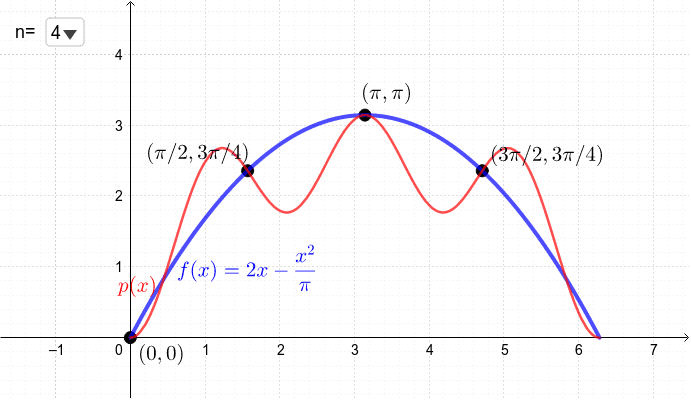 n= 4
4
(π, π)
3
(π/2, 3π/4)
(3π/2, 3π/4)
2
1
f(x) = 2x − x²/π
p(x)
−1 0 1 2 3 4 5 6 7
(0, 0)